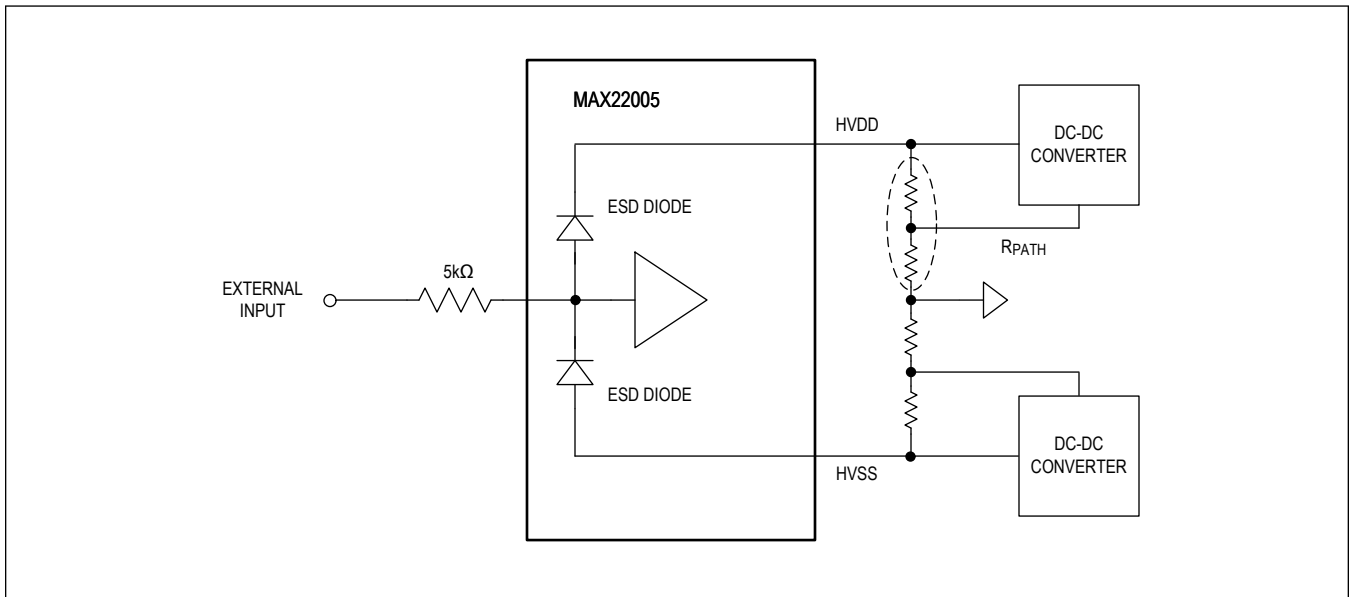 MAX22005
HVDD
DC-DC
CONVERTER
ESD DIODE
RPATH
5kΩ
EXTERNAL
INPUT
ESD DIODE
HVSS
DC-DC
CONVERTER